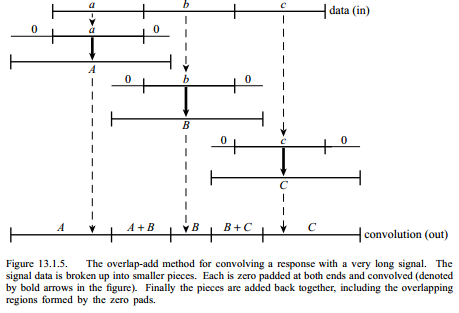 a b c data (in)
0 a 0
A
0 b 0
B
0 c 0
C
A A + B B B + C C convolution (out)
Figure 13.1.5. The overlap-add method for convolving a response with a very long signal. The
signal data is broken up into smaller pieces. Each is zero padded at both ends and convolved (denoted
by bold arrows in the figure). Finally the pieces are added back together, including the overlapping
regions formed by the zero pads.